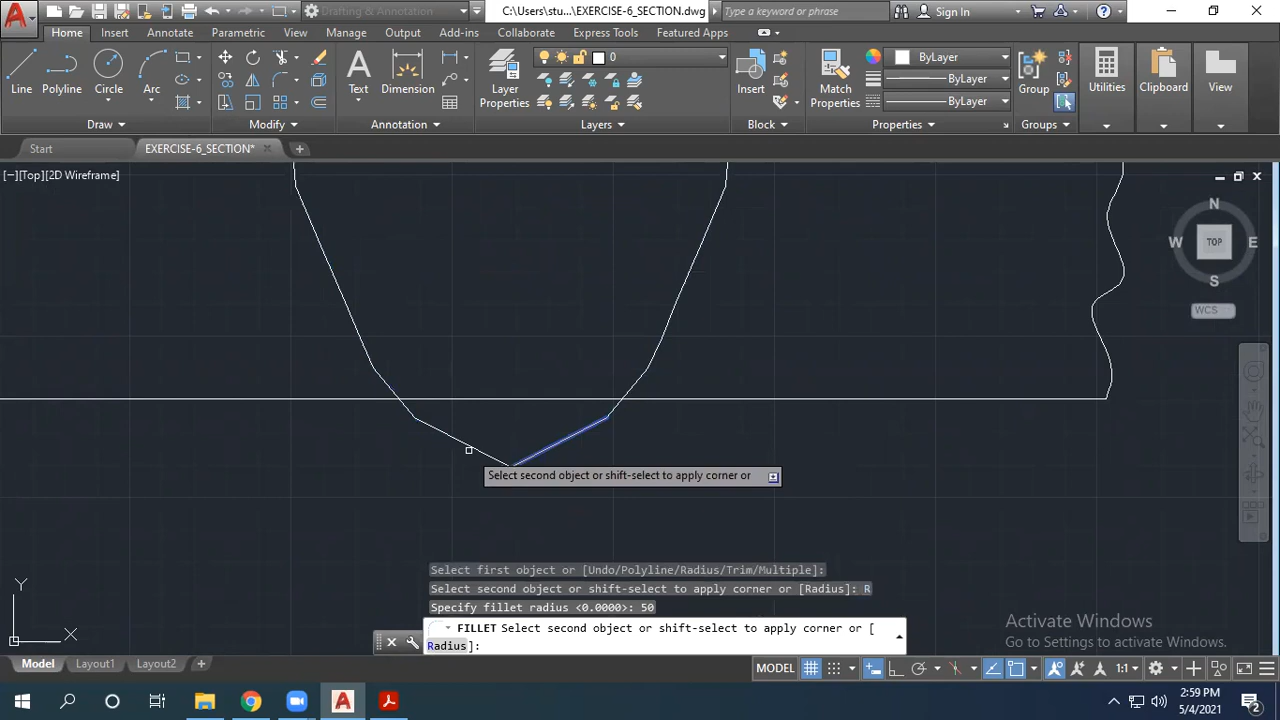 Drafting & Annotation
C:\Users\stu...\EXERCISE-6_SECTION.dwg
Type a keyword or phrase
Sign In
Home
Insert
Annotate
Parametric
View
Manage
Output
Add-ins
Collaborate
Express Tools
Featured Apps
Line
Polyline
Circle
Arc
Text
Dimension
Layer
Properties
0
Insert
Match
Properties
ByLayer
ByLayer
ByLayer
Group
Utilities
Clipboard
View
Draw
Modify
Annotation
Layers
Block
Properties
Groups
Start
EXERCISE-6_SECTION*
[−][Top][2D Wireframe]
N
W
TOP
E
S
WCS
Select second object or shift-select to apply corner or
Select first object or [Undo/Polyline/Radius/Trim/Multiple]:
Select second object or shift-select to apply corner or [Radius]: R
Specify fillet radius <0.0000>: 50
FILLET Select second object or shift-select to apply corner or [
Radius]:
Y
X
Activate Windows
Go to Settings to activate Windows.
Model
Layout1
Layout2
MODEL
1:1
2:59 PM
5/4/2021
2